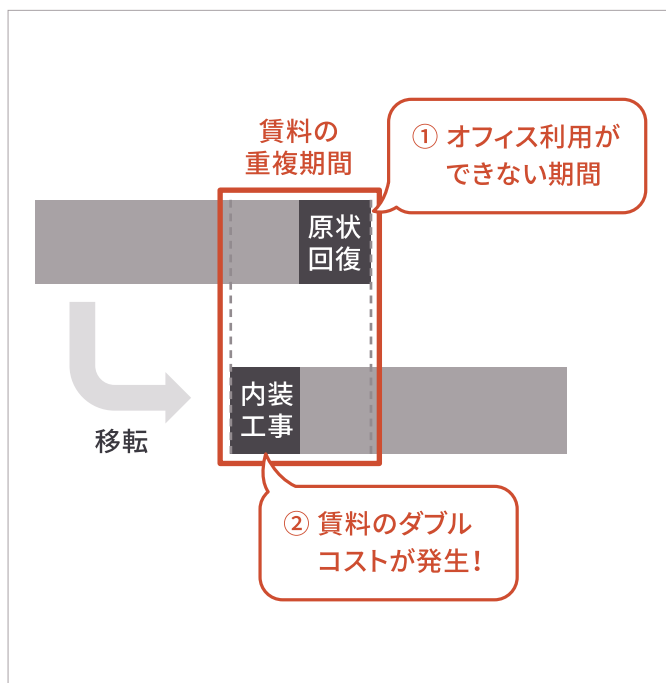 賃料の
重複期間
① オフィス利用が
できない期間
原状
回復
内装
工事
移転
② 賃料のダブル
コストが発生！